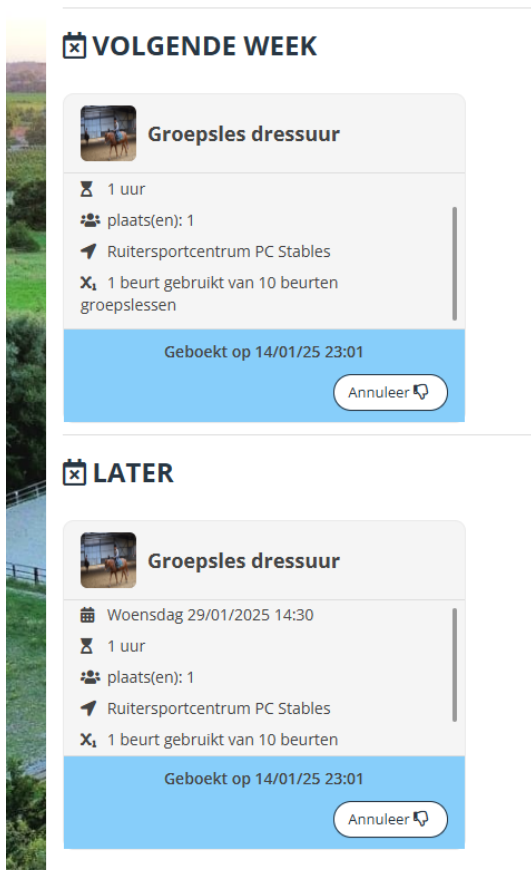 VOLGENDE WEEK
Groepsles dressuur
1 uur
plaats(en): 1
Ruitersportcentrum PC Stables
X₁ 1 beurt gebruikt van 10 beurten
groepslessen
Geboekt op 14/01/25 23:01
Annuleer
LATER
Groepsles dressuur
Woensdag 29/01/2025 14:30
1 uur
plaats(en): 1
Ruitersportcentrum PC Stables
X₁ 1 beurt gebruikt van 10 beurten
Geboekt op 14/01/25 23:01
Annuleer